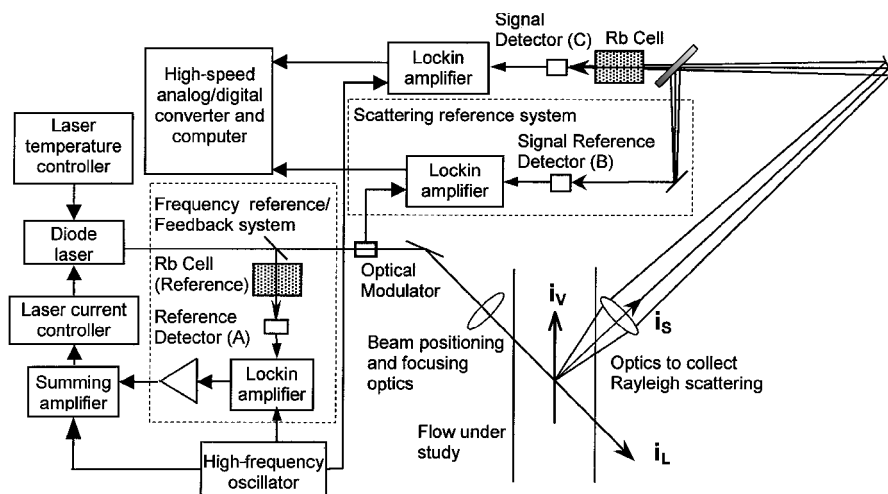 Signal
Detector (C)
Rb Cell
Lockin
amplifier
High-speed
analog/digital
converter and
computer
Scattering reference system
Laser
temperature
controller
Signal Reference
Detector (B)
Lockin
amplifier
Frequency reference/
Feedback system
Diode
laser
Rb Cell
(Reference)
Optical
Modulator
Laser current
controller
Reference
Detector (A)
Beam positioning
and focusing
optics
iV
iS
Optics to collect
Rayleigh scattering
Summing
amplifier
Lockin
amplifier
Flow under
study
iL
High-frequency
oscillator